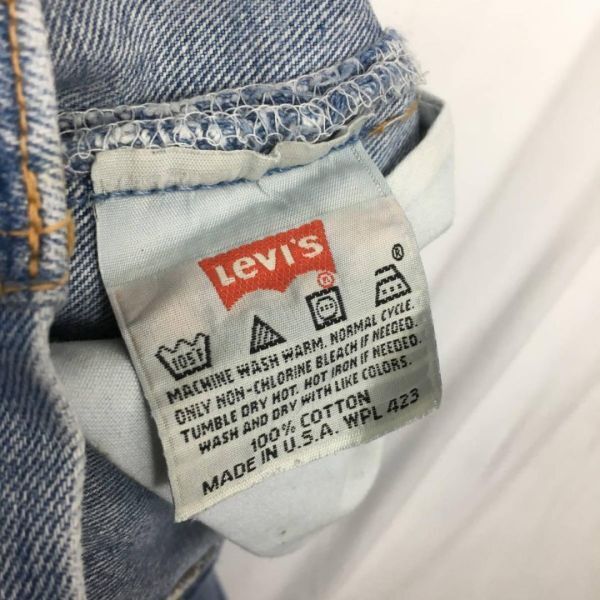 Levi's
®
®
105F
MACHINE WASH WARM. NORMAL CYCLE.
ONLY NON-CHLORINE BLEACH IF NEEDED.
TUMBLE DRY HOT. HOT IRON IF NEEDED.
WASH AND DRY WITH LIKE COLORS.
100% COTTON
MADE IN U.S.A. WPL 423